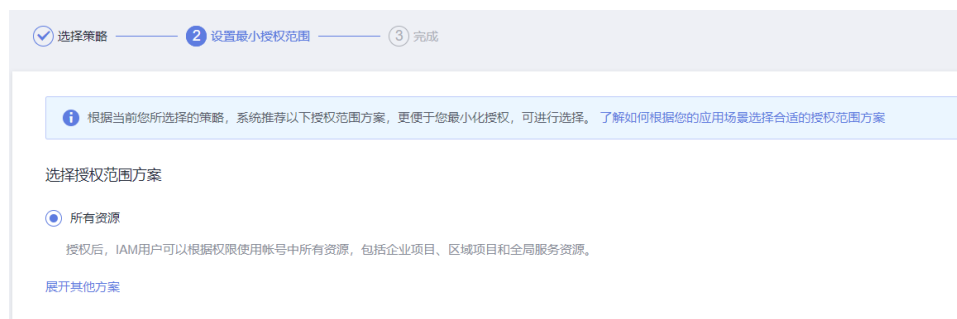 选择策略 2 设置最小授权范围 3 完成
根据当前您所选择的策略，系统推荐以下授权范围方案，更便于您最小化授权，可进行选择。 了解如何根据您的应用场景选择合适的授权范围方案
选择授权范围方案
所有资源
授权后，IAM用户可以根据权限使用帐号中所有资源，包括企业项目、区域项目和全局服务资源。
展开其他方案